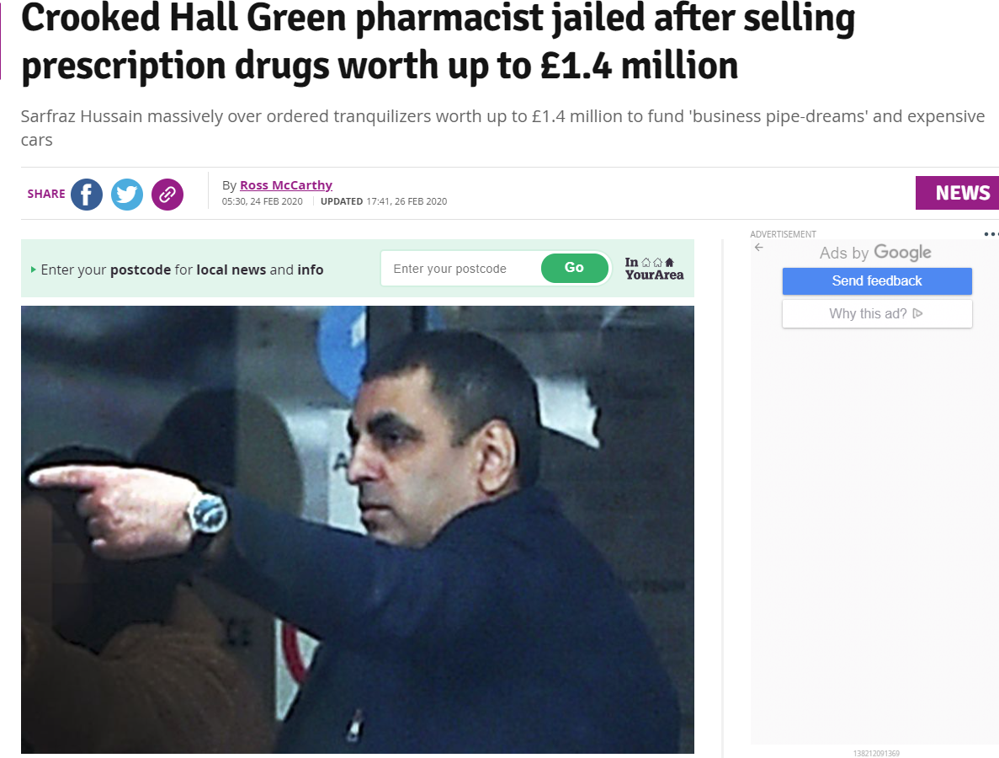 Crooked Hall Green pharmacist jailed after selling
prescription drugs worth up to £1.4 million
Sarfraz Hussain massively over ordered tranquilizers worth up to £1.4 million to fund 'business pipe-dreams' and expensive
cars
SHARE
By Ross McCarthy
05:30, 24 FEB 2020 | UPDATED 17:41, 26 FEB 2020
NEWS
Enter your postcode for local news and info
Enter your postcode
Go
In
YourArea
ADVERTISEMENT
Ads by Google
Send feedback
Why this ad?
138212091369